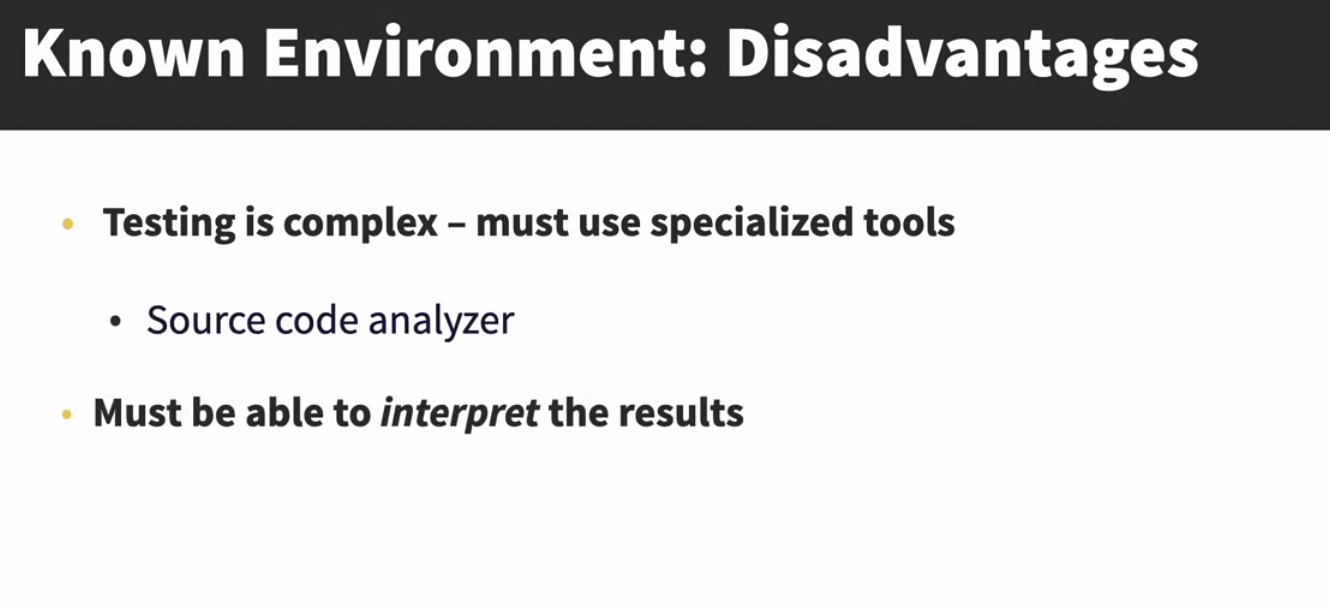 Known Environment: Disadvantages
• Testing is complex – must use specialized tools
• Source code analyzer
• Must be able to interpret the results